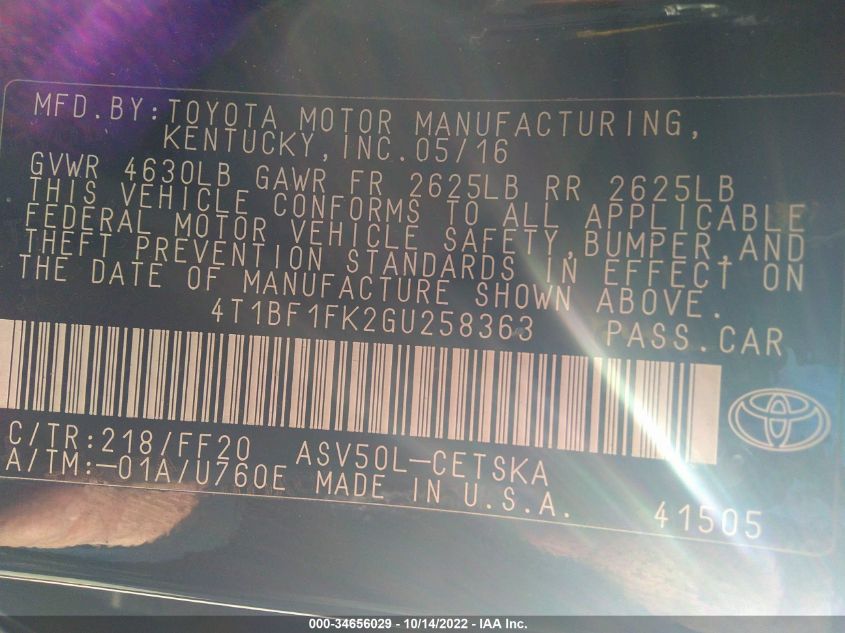 MFD.BY:TOYOTA MOTOR MANUFACTURING,
KENTUCKY,INC.05/16
GVWR 4630LB GAWR FR 2625LB RR 2625LB
THIS VEHICLE CONFORMS TO ALL APPLICABLE
FEDERAL MOTOR VEHICLE SAFETY,BUMPER,AND
THEFT PREVENTION STANDARDS IN EFFECT ON
THE DATE OF MANUFACTURE SHOWN ABOVE.
4T1BF1FK2GU258363 PASS.CAR
C/TR:218/FF20 ASV50L-CETSKA
A/TM:-01A/U760E MADE IN U.S.A.
41505
000-34656029 - 10/14/2022 - IAA Inc.